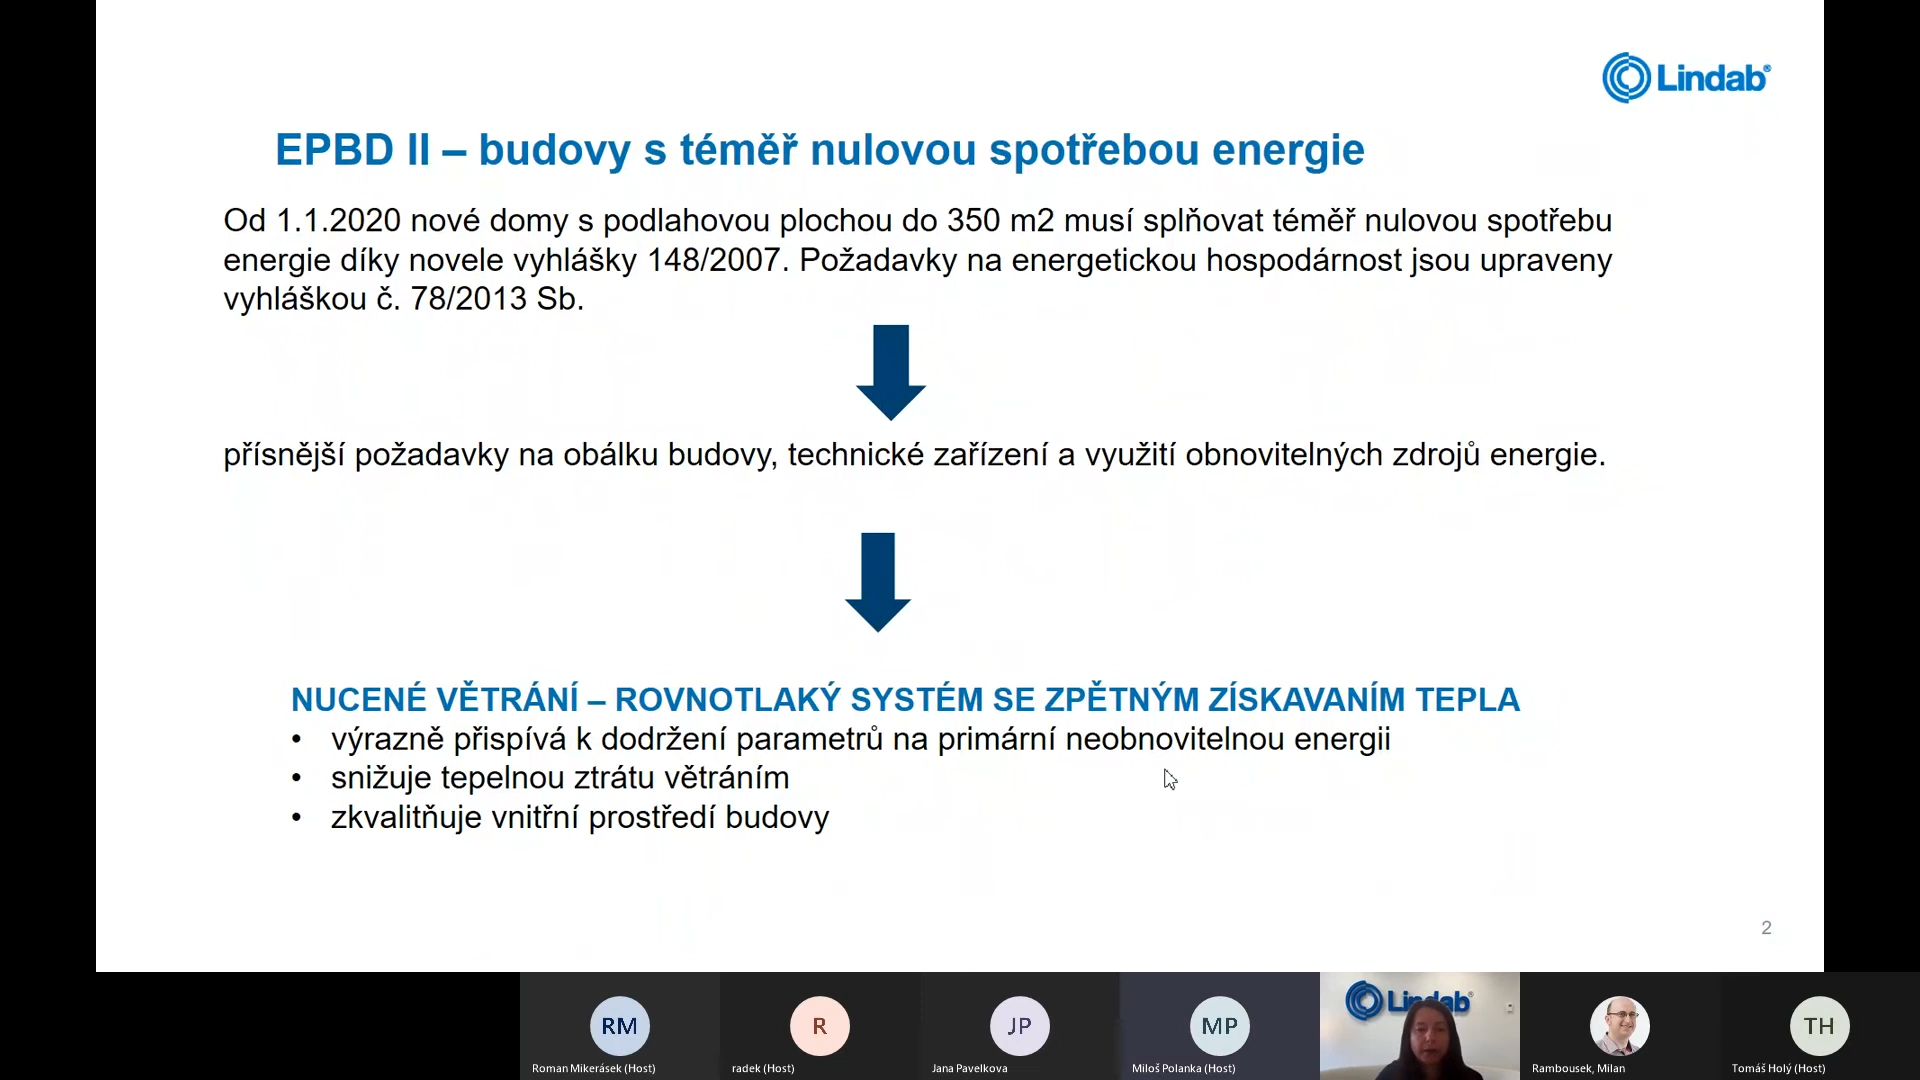 Lindab®
EPBD II – budovy s téměř nulovou spotřebou energie
Od 1.1.2020 nové domy s podlahovou plochou do 350 m2 musí splňovat téměř nulovou spotřebu
energie díky novele vyhlášky 148/2007. Požadavky na energetickou hospodárnost jsou upraveny
vyhláškou č. 78/2013 Sb.
přísnější požadavky na obálku budovy, technické zařízení a využití obnovitelných zdrojů energie.
NUCENÉ VĚTRÁNÍ – ROVNOTLAKÝ SYSTÉM SE ZPĚTNÝM ZÍSKAVANÍM TEPLA
• výrazně přispívá k dodržení parametrů na primární neobnovitelnou energii
• snižuje tepelnou ztrátu větráním
• zkvalitňuje vnitřní prostředí budovy
2
RM
R
JP
MP
Lindab®
TH
Roman Mikerásek (Host)
radek (Host)
Jana Pavelkova
Miloš Polanka (Host)
Rambousek, Milan
Tomáš Holý (Host)